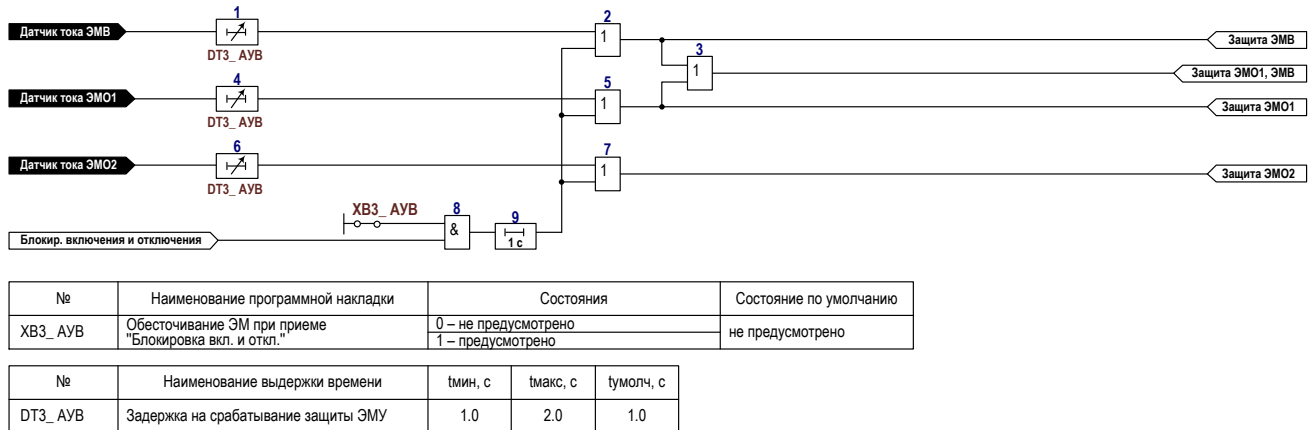 1
2
Датчик тока ЭМВ
1
Защита ЭМВ
DT3_ АУВ
3
1
Защита ЭМО1, ЭМВ
4
5
Датчик тока ЭМО1
1
Защита ЭМО1
DT3_ АУВ
6
7
Датчик тока ЭМО2
1
Защита ЭМО2
DT3_ АУВ
XB3_ АУВ
8
9
&
1 с
Блокир. включения и отключения
№ Наименование программной накладки Состояния Состояние по умолчанию
XB3_ АУВ Обесточивание ЭМ при приеме "Блокировка вкл. и откл." 0 – не предусмотрено не предусмотрено
1 – предусмотрено
№ Наименование выдержки времени tмин, с tмакс, с tумолч, с
DT3_ АУВ Задержка на срабатывание защиты ЭМУ 1.0 2.0 1.0